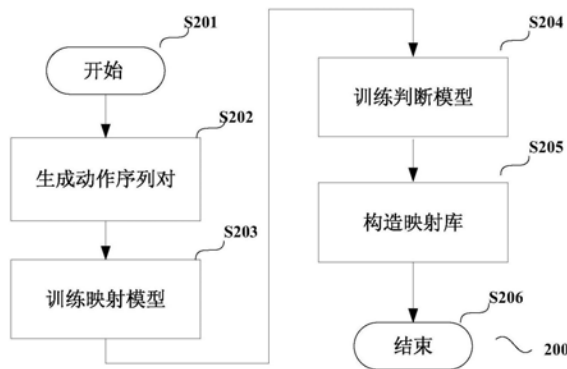 S201
开始
S202
生成动作序列对
S203
训练映射模型
S204
训练判断模型
S205
构造映射库
S206
结束
200